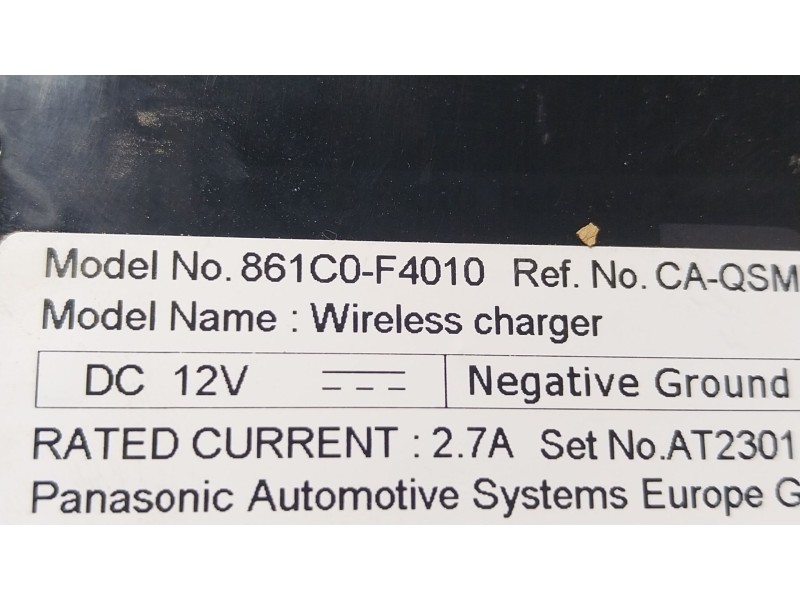 Model No. 861C0-F4010 Ref. No. CA-QSM
Model Name : Wireless charger
DC 12V Negative Ground
RATED CURRENT : 2.7A Set No.AT2301
Panasonic Automotive Systems Europe G